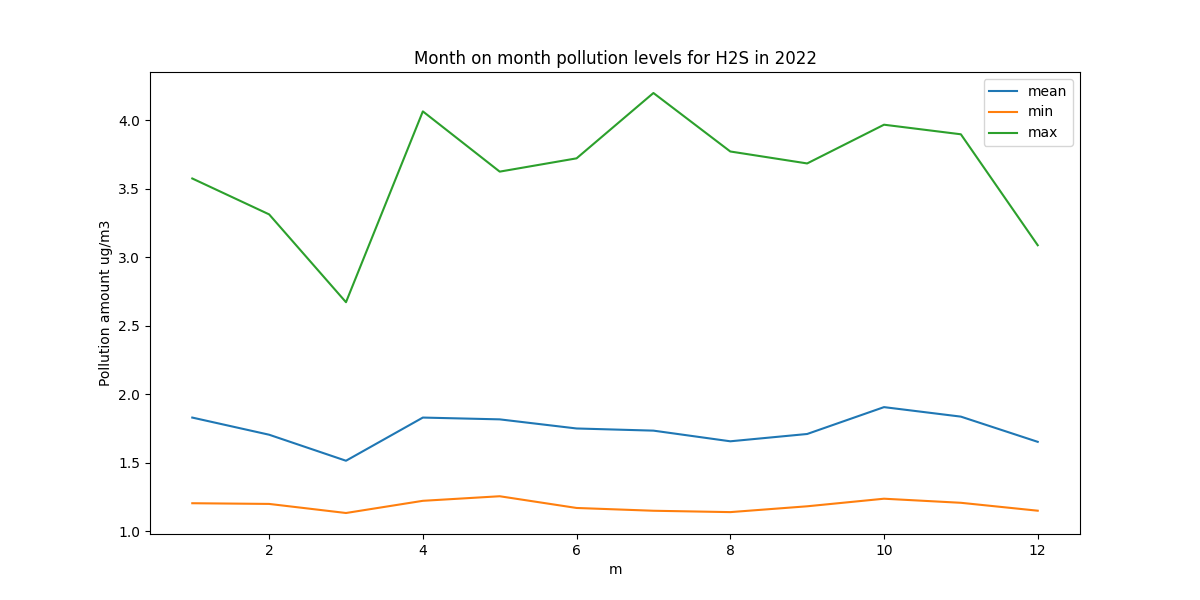 Month on month pollution levels for H2S in 2022
mean
min
max
Pollution amount ug/m3
4.0
3.5
3.0
2.5
2.0
1.5
1.0
2 4 6 8 10 12
m